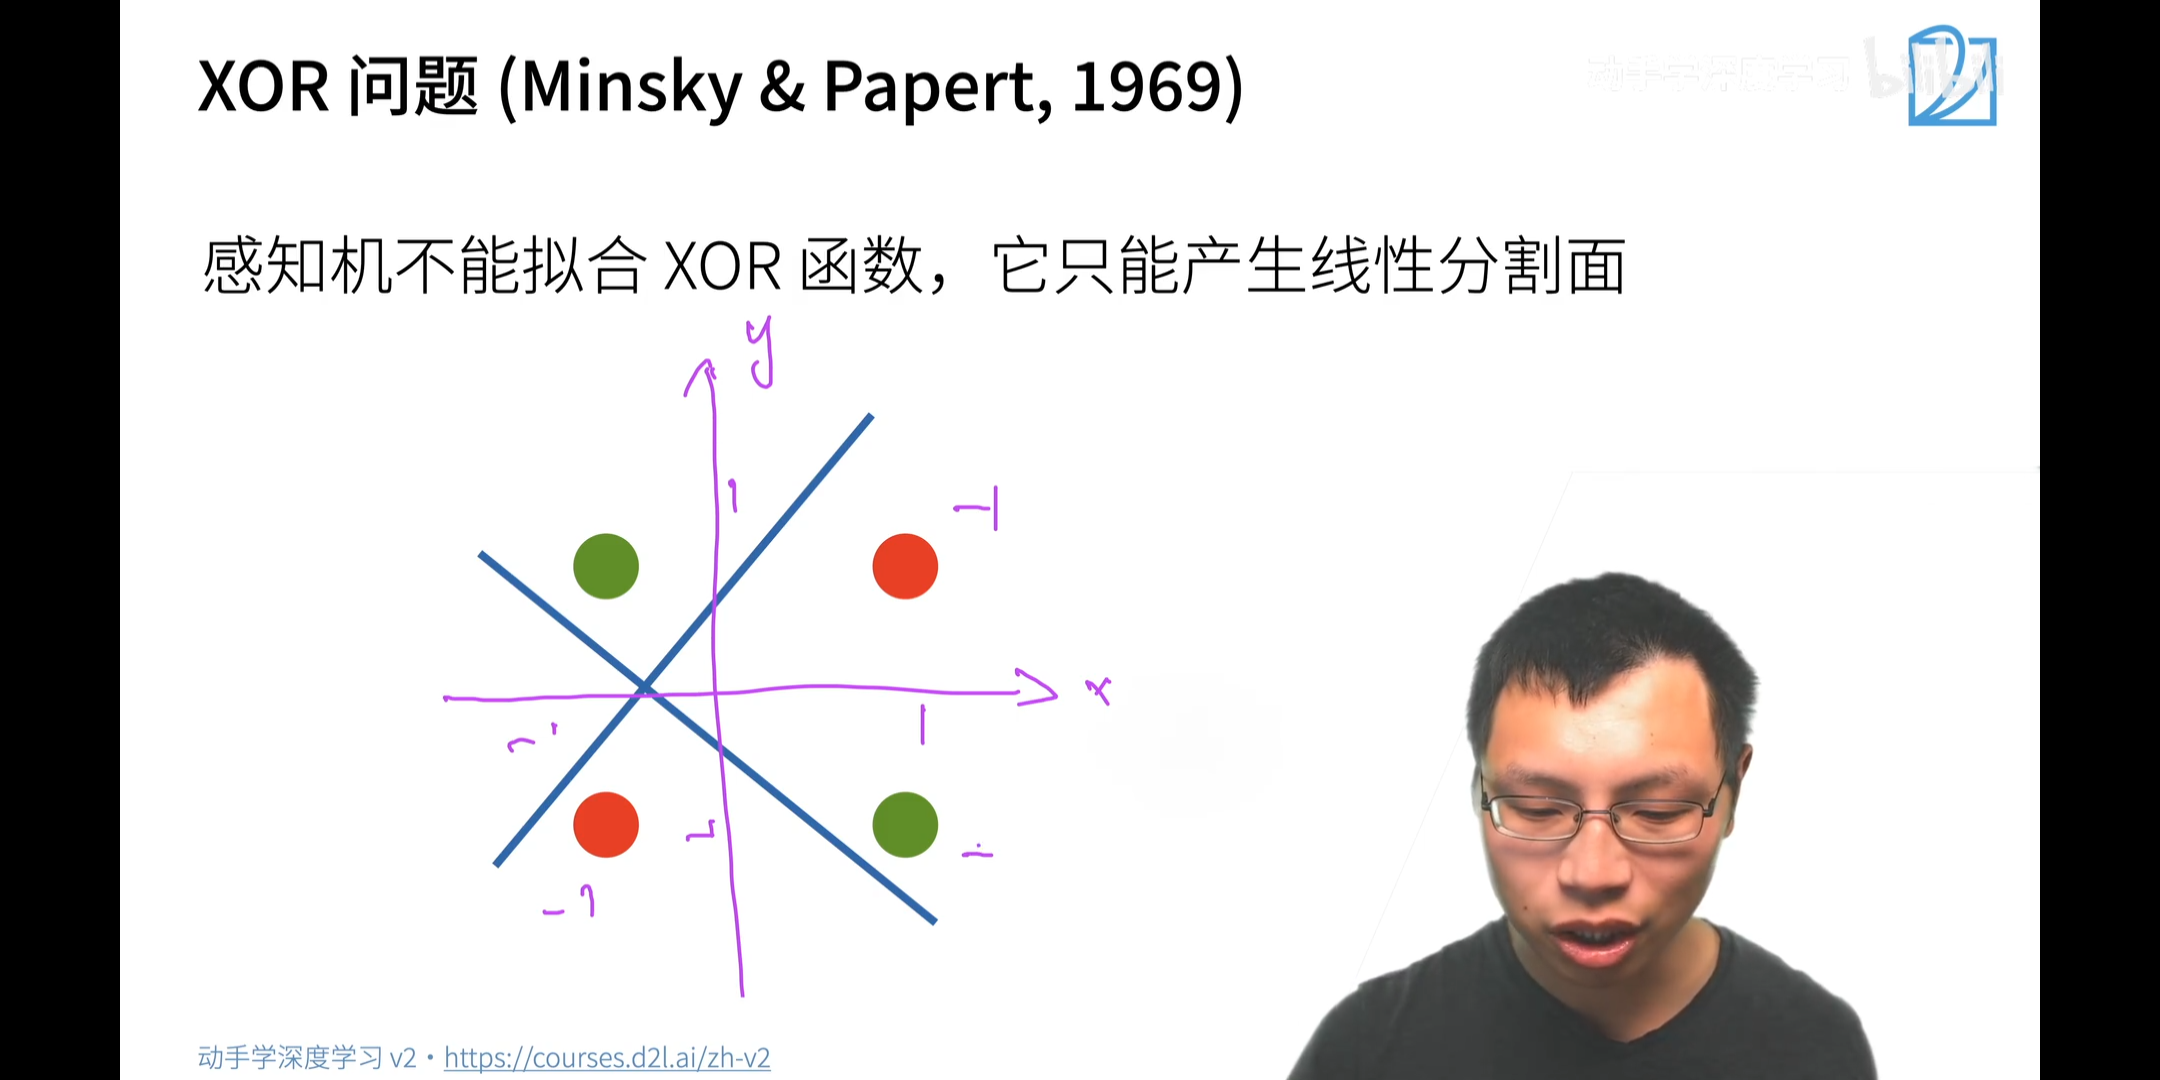 XOR 问题 (Minsky & Papert, 1969)
动手学深度学习 bilibili
感知机不能拟合 XOR 函数，它只能产生线性分割面
y
1
-1
x
-1
1
-1
-1
动手学深度学习 v2 • https://courses.d2l.ai/zh-v2